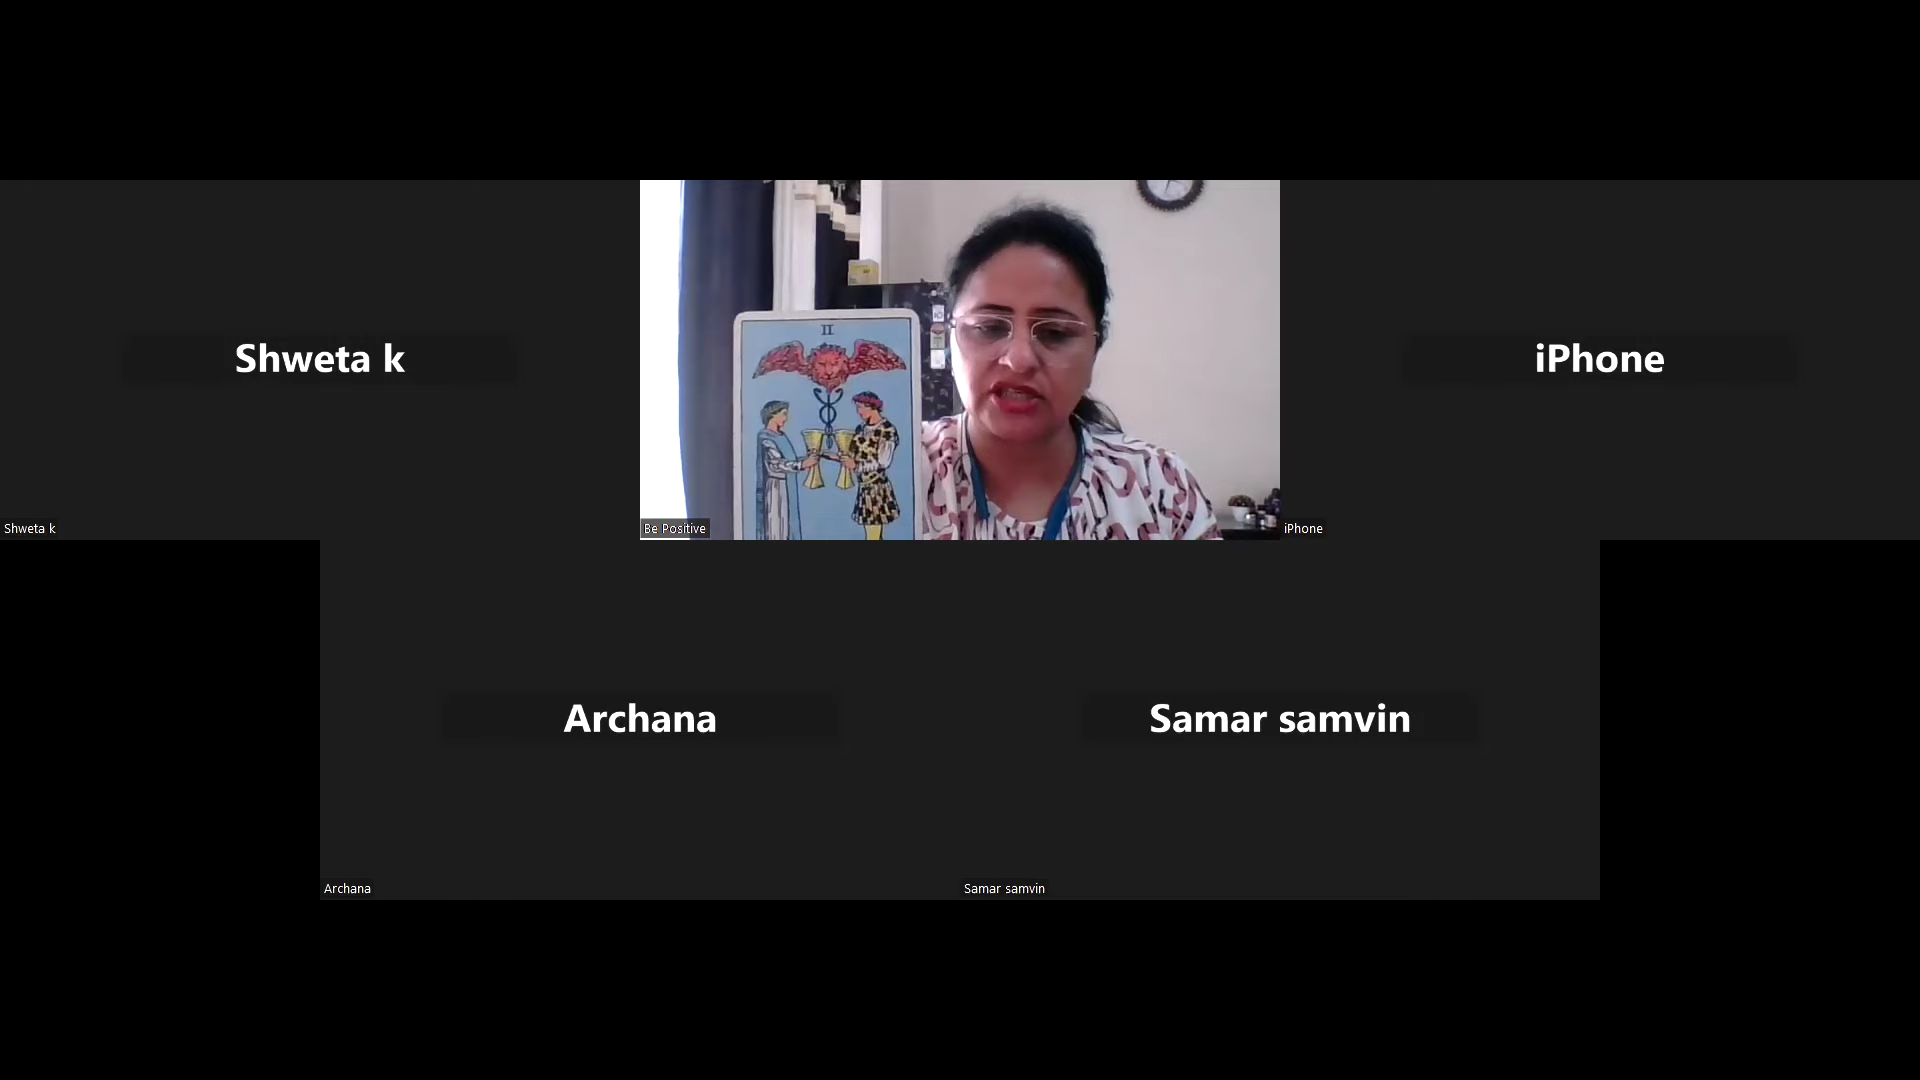 Shweta k
II
iPhone
Shweta k
Be Positive
iPhone
Archana
Samar samvin
Archana
Samar samvin